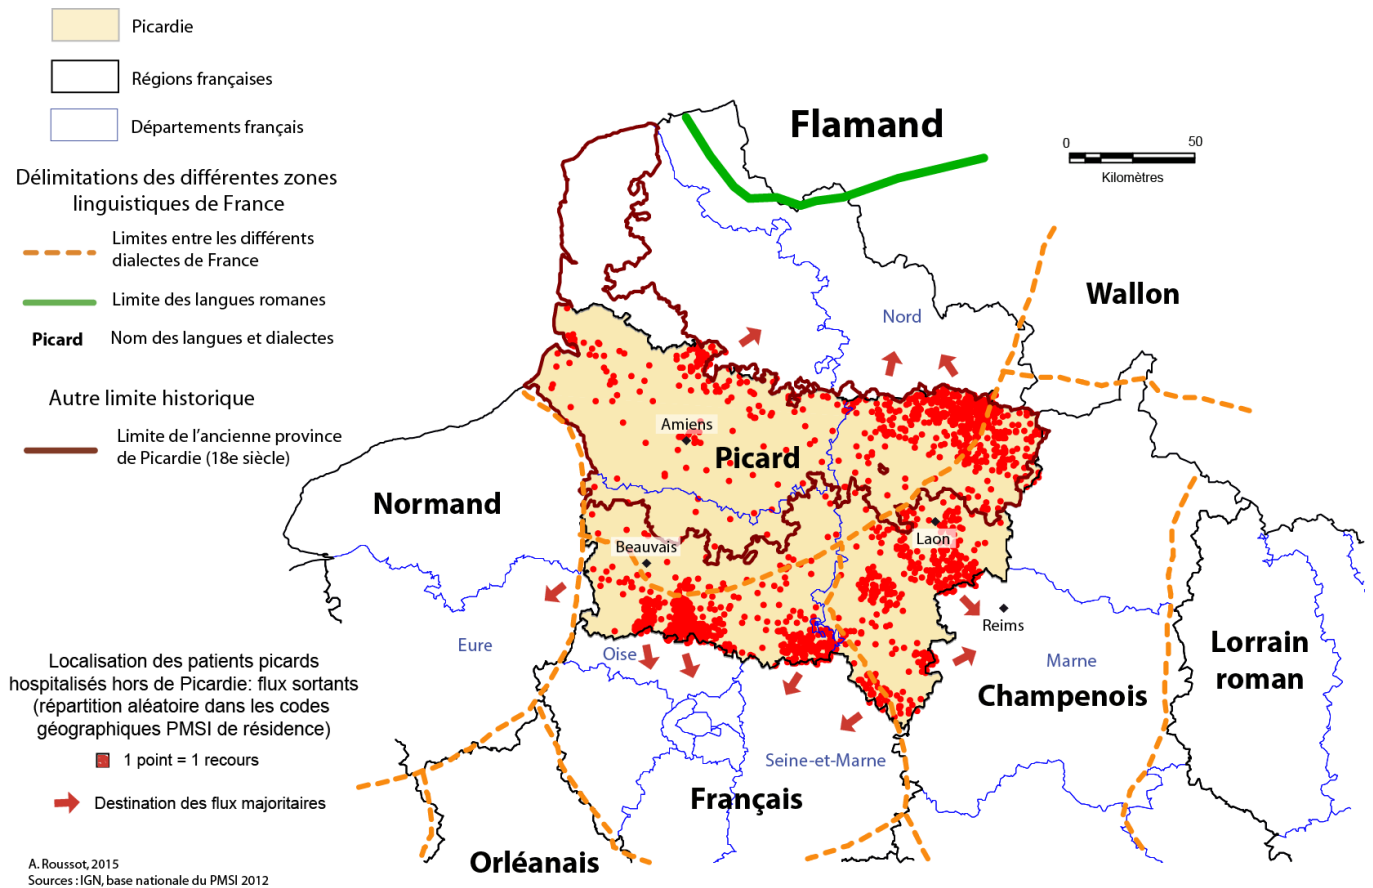 Picardie
Régions françaises
Départements français
Délimitations des différentes zones
linguistiques de France
Limites entre les différents
dialectes de France
Limite des langues romanes
Picard
Nom des langues et dialectes
Autre limite historique
Limite de l'ancienne province
de Picardie (18e siècle)
Localisation des patients picards
hospitalisés hors de Picardie: flux sortants
(répartition aléatoire dans les codes
géographiques PMSI de résidence)
1 point = 1 recours
Destination des flux majoritaires
A. Roussot, 2015
Sources : IGN, base nationale du PMSI 2012
Flamand
0
50
Kilomètres
Wallon
Nord
Amiens
Picard
Normand
Laon
Beauvais
Reims
Eure
Oise
Marne
Lorrain
roman
Champenois
Seine-et-Marne
Français
Orléanais